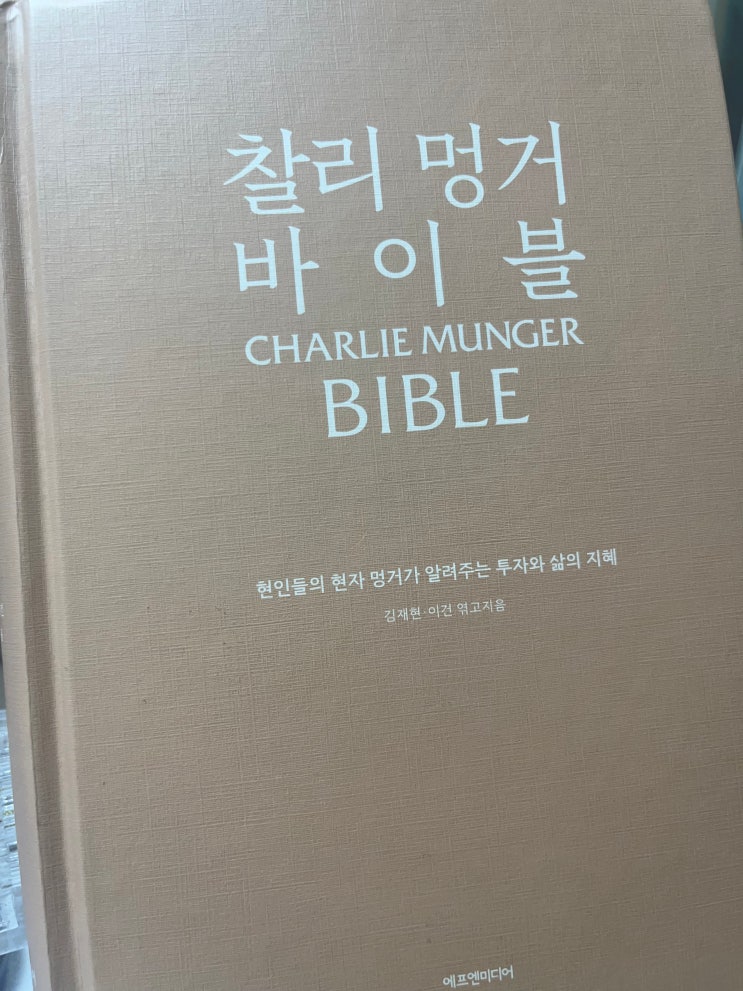 찰리 멍거
바이블
CHARLIE MUNGER
BIBLE
현인들의 현자 멍거가 알려주는 투자와 삶의 지혜
김재현·이건 엮고지음
에프엔미디어